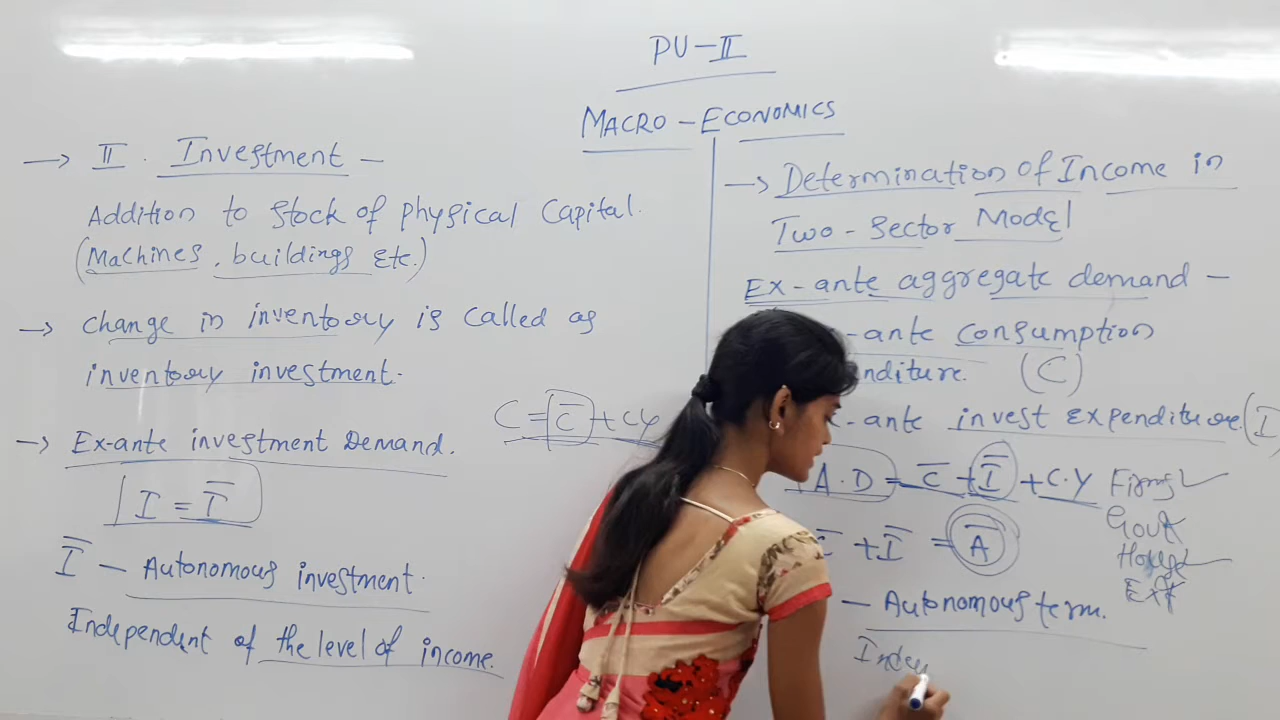 PU-II
MACRO-ECONOMICS
→ II. Investment –
Addition to stock of physical Capital.
(Machines, buildings Etc.)
→ change in inventory is called as
inventory investment.
→ Ex-ante investment Demand.
I = Ī
Ī – Autonomous investment.
Independent of the level of income.
C = C̄ + CY
→ Determination of Income in
Two-Sector Model
Ex-ante aggregate demand –
-ante consumption
nditure. (C)
-ante invest Expenditure (I
A.D = C̄ + Ī + C.Y
+ Ī = Ā
– Autonomous term.
Firms ✓
Govt
Ext